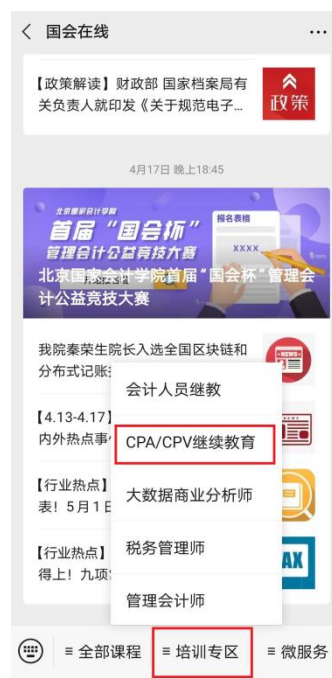 国会在线
【政策解读】财政部 国家档案局有
关负责人就印发《关于规范电子...
政策
4月17日 晚上18:45
北京国家会计学院
首届“国会杯”
管理会计公益竞技大赛
报名表格
XXXX
北京国家会计学院首届“国会杯”管理会
计公益竞技大赛
我院秦荣生院长入选全国区块链和
分布式记账
NEWS
会计人员继教
【4.13-4.17】
内外热点事
CPA/CPV继续教育
【行业热点】
表！5月1日
大数据商业分析师
【行业热点】
得上！九项
税务管理师
AX
管理会计师
全部课程
培训专区
微服务